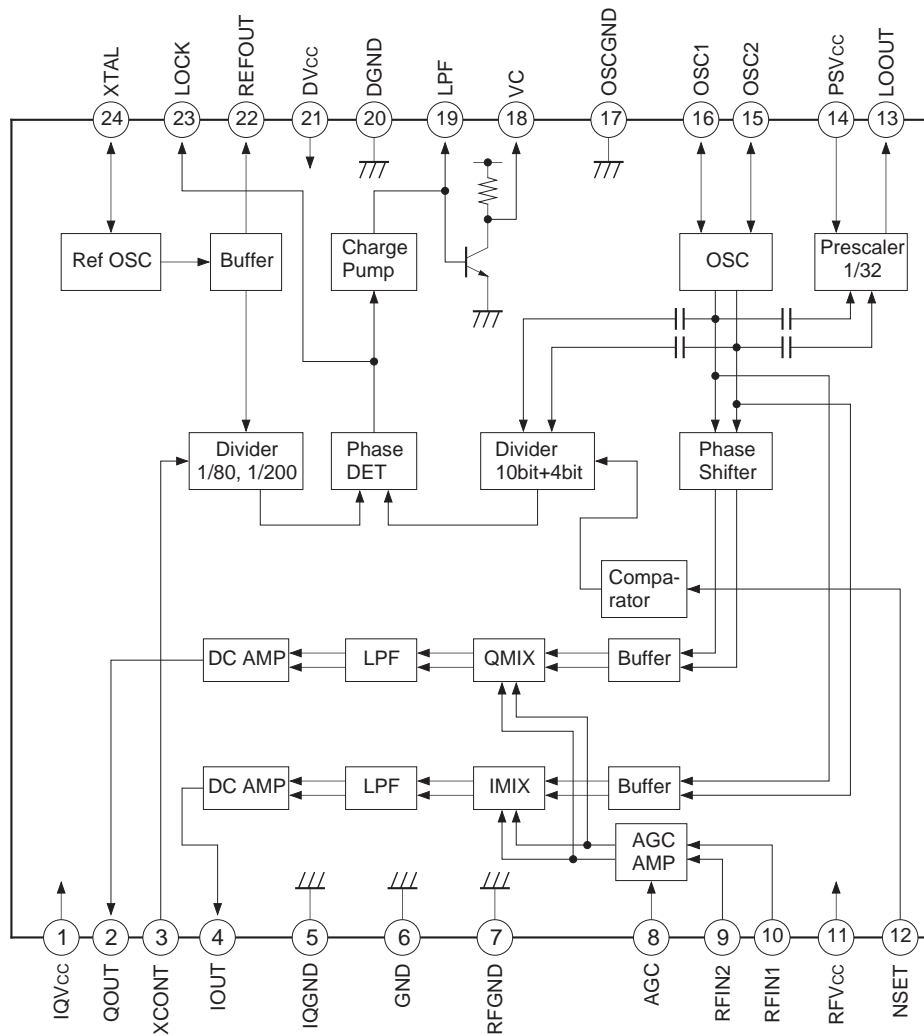 XTAL
LOCK
REFOUT
DVCC
DGND
LPF
VC
OSCGND
OSC1
OSC2
PSVCC
LOOUT
24
23
22
21
20
19
18
17
16
15
14
13
Ref OSC
Buffer
Charge
Pump
OSC
Prescaler
1/32
Divider
1/80, 1/200
Phase
DET
Divider
10bit+4bit
Phase
Shifter
Compa-
rator
DC AMP
LPF
QMIX
Buffer
DC AMP
LPF
IMIX
Buffer
AGC
AMP
1
2
3
4
5
6
7
8
9
10
11
12
IQVCC
QOUT
XCONT
IOUT
IQGND
GND
RFGND
AGC
RFIN2
RFIN1
RFVCC
NSET